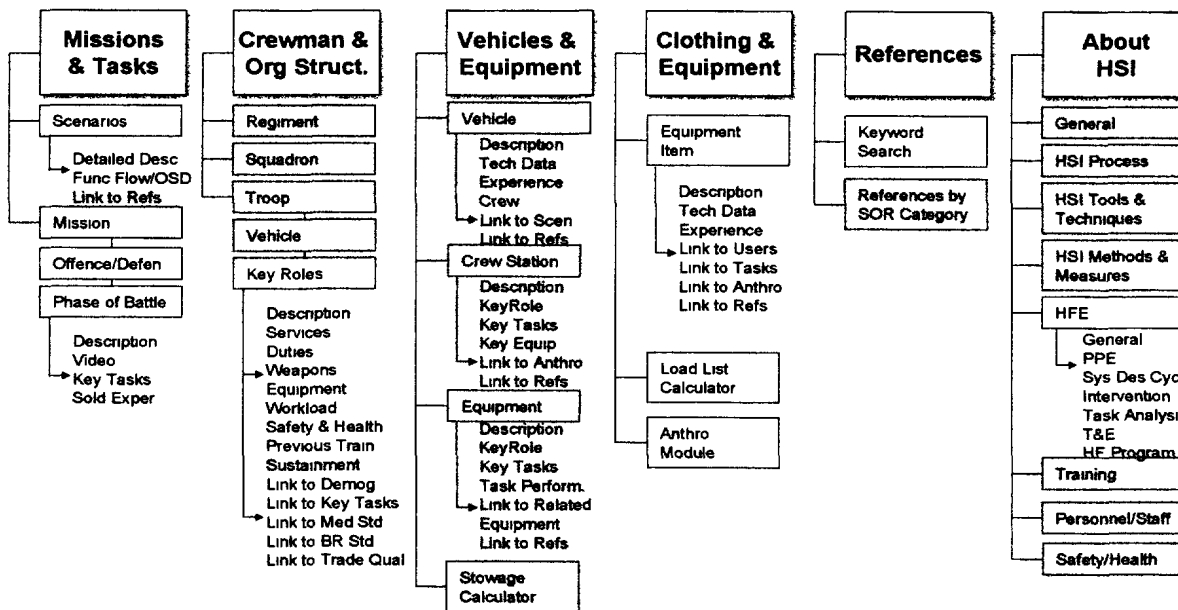 Missions
& Tasks
Scenarios
Detailed Desc
Func Flow/OSD
Link to Refs
Mission
Offence/Defen
Phase of Battle
Description
Video
Key Tasks
Sold Exper
Crewman &
Org Struct.
Regiment
Squadron
Troop
Vehicle
Key Roles
Description
Services
Duties
Weapons
Equipment
Workload
Safety & Health
Previous Train
Sustainment
Link to Demog
Link to Key Tasks
Link to Med Std
Link to BR Std
Link to Trade Qual
Vehicles &
Equipment
Vehicle
Description
Tech Data
Experience
Crew
Link to Scen
Link to Refs
Crew Station
Description
KeyRole
Key Tasks
Key Equip
Link to Anthro
Link to Refs
Equipment
Description
KeyRole
Key Tasks
Task Perform.
Link to Related
Equipment
Link to Refs
Stowage
Calculator
Clothing &
Equipment
Equipment
Item
Description
Tech Data
Experience
Link to Users
Link to Tasks
Link to Anthro
Link to Refs
Load List
Calculator
Anthro
Module
References
Keyword
Search
References by
SOR Category
About
HSI
General
HSI Process
HSI Tools &
Techniques
HSI Methods &
Measures
HFE
General
PPE
Sys Des Cyc
Intervention
Task Analysi
T&E
HF Program
Training
Personnel/Staff
Safety/Health